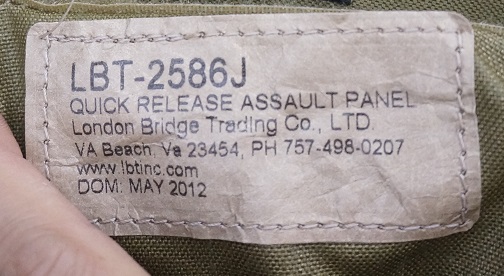 LBT-2586J
QUICK RELEASE ASSAULT PANEL
London Bridge Trading Co., LTD.
VA Beach, Va 23454, PH 757-498-0207
www.lbtinc.com
DOM: MAY 2012